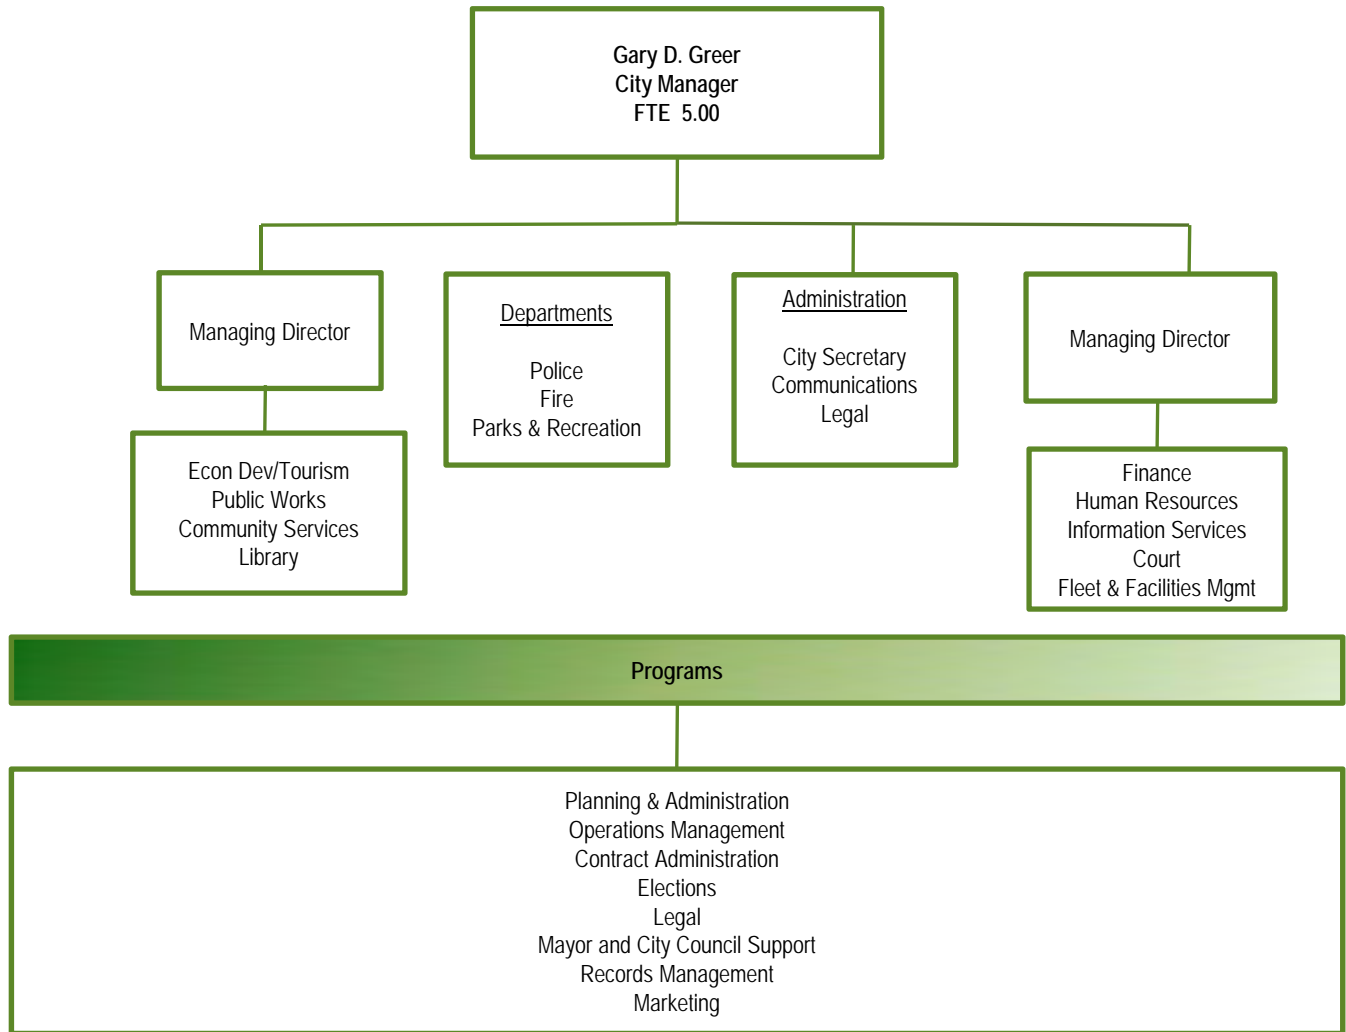 Gary D. Greer
City Manager
FTE 5.00
Managing Director
Econ Dev/Tourism
Public Works
Community Services
Library
Departments
Police
Fire
Parks & Recreation
Administration
City Secretary
Communications
Legal
Managing Director
Finance
Human Resources
Information Services
Court
Fleet & Facilities Mgmt
Programs
Planning & Administration
Operations Management
Contract Administration
Elections
Legal
Mayor and City Council Support
Records Management
Marketing